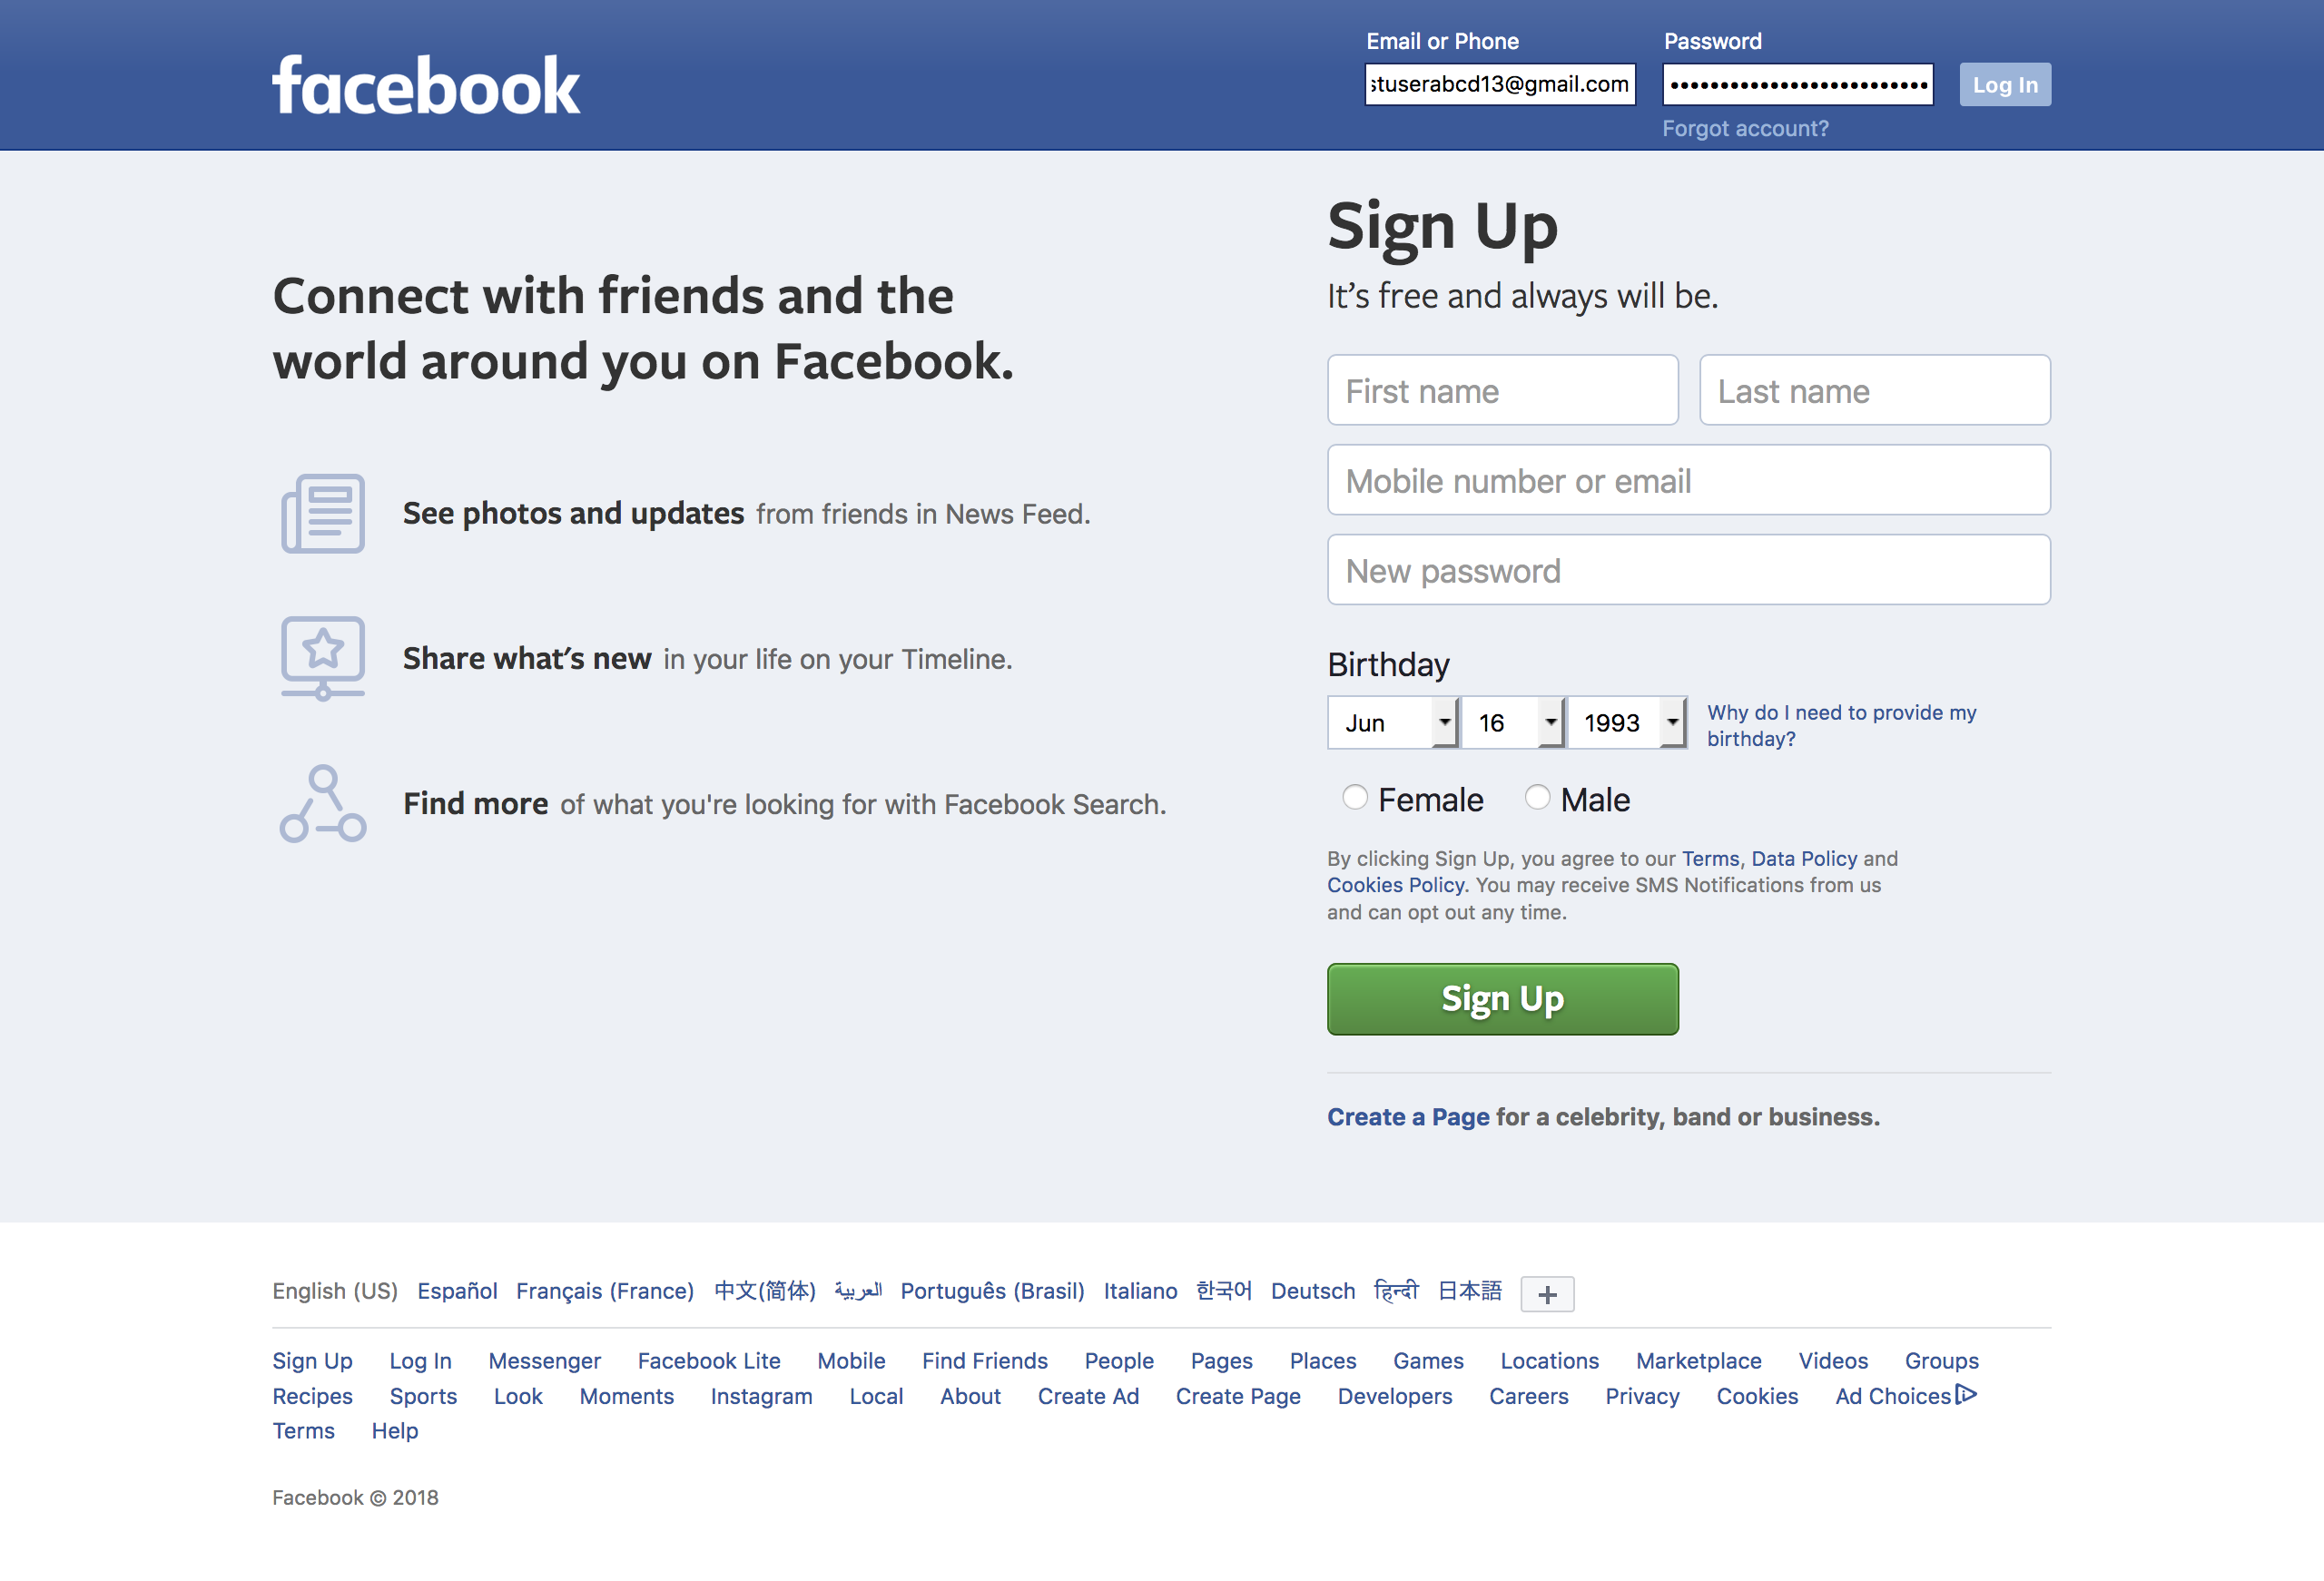 facebook
Email or Phone
Password
stuserabcd13@gmail.com
Log In
Forgot account?
Sign Up
It's free and always will be.
Connect with friends and the
world around you on Facebook.
First name
Last name
Mobile number or email
New password
See photos and updates from friends in News Feed.
Share what's new in your life on your Timeline.
Find more of what you're looking for with Facebook Search.
Birthday
Jun 16 1993
Why do I need to provide my
birthday?
Female Male
By clicking Sign Up, you agree to our Terms, Data Policy and
Cookies Policy. You may receive SMS Notifications from us
and can opt out any time.
Sign Up
Create a Page for a celebrity, band or business.
English (US) Español Français (France) 中文(简体) العربية Português (Brasil) Italiano 한국어 Deutsch हिन्दी 日本語 +
Sign Up Log In Messenger Facebook Lite Mobile Find Friends People Pages Places Games Locations Marketplace Videos Groups
Recipes Sports Look Moments Instagram Local About Create Ad Create Page Developers Careers Privacy Cookies Ad Choices
Terms Help
Facebook © 2018